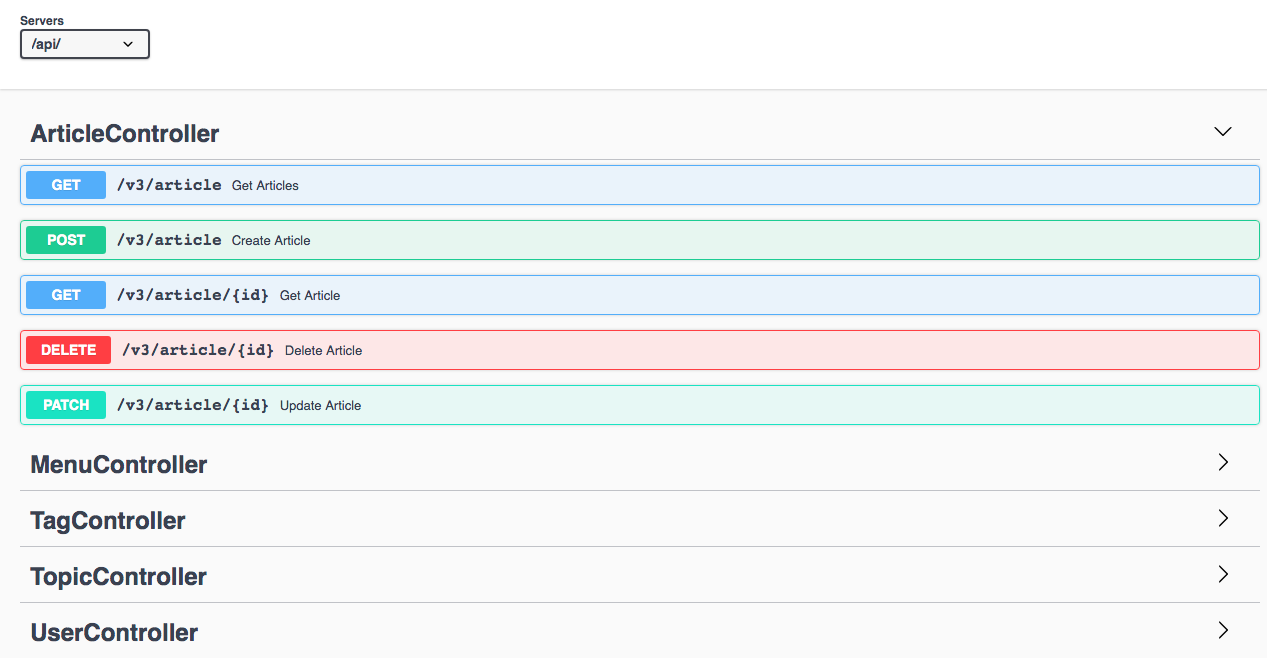 Servers
/api/
ArticleController
GET /v3/article Get Articles
POST /v3/article Create Article
GET /v3/article/{id} Get Article
DELETE /v3/article/{id} Delete Article
PATCH /v3/article/{id} Update Article
MenuController
TagController
TopicController
UserController